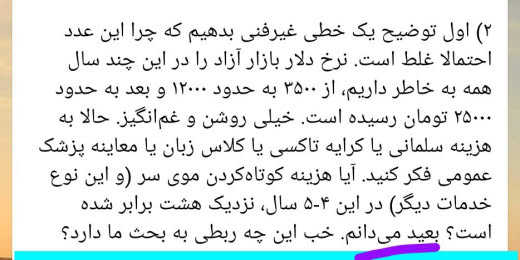 ۲) اول توضیح یک خطی غیرفنی بدهیم که چرا این عدد
احتمالا غلط است. نرخ دلار بازار آزاد را در این چند سال
همه به خاطر داریم، از ۳۵۰۰ به حدود ۱۲۰۰۰ و بعد به حدود
۲۵۰۰۰ تومان رسیده است. خیلی روشن و غم‌انگیز. حالا به
هزینه سلمانی یا کرایه تاکسی یا کلاس زبان یا معاینه پزشک
عمومی فکر کنید. آیا هزینه کوتاه‌کردن موی سر (و این نوع
خدمات دیگر) در این ۴-۵ سال، نزدیک هشت برابر شده
است؟ بعید می‌دانم. خب این چه ربطی به بحث ما دارد؟